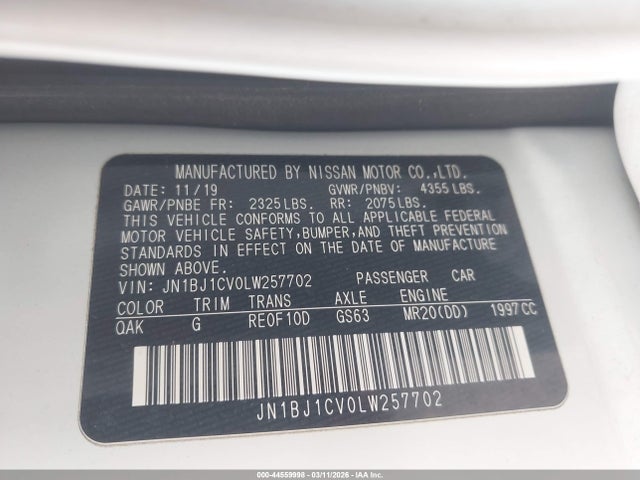 MANUFACTURED BY NISSAN MOTOR CO.,LTD.
DATE: 11/19 GVWR/PNBV: 4355 LBS.
GAWR/PNBE FR: 2325 LBS. RR: 2075 LBS.
THIS VEHICLE CONFORMS TO ALL APPLICABLE FEDERAL
MOTOR VEHICLE SAFETY, BUMPER, AND THEFT PREVENTION
STANDARDS IN EFFECT ON THE DATE OF MANUFACTURE
SHOWN ABOVE.
VIN: JN1BJ1CV0LW257702 PASSENGER CAR
COLOR TRIM TRANS AXLE ENGINE
QAK G RE0F10D GS63 MR20(DD) 1997CC
JN1BJ1CV0LW257702
000-44559998 - 03/11/2026 - IAA Inc.